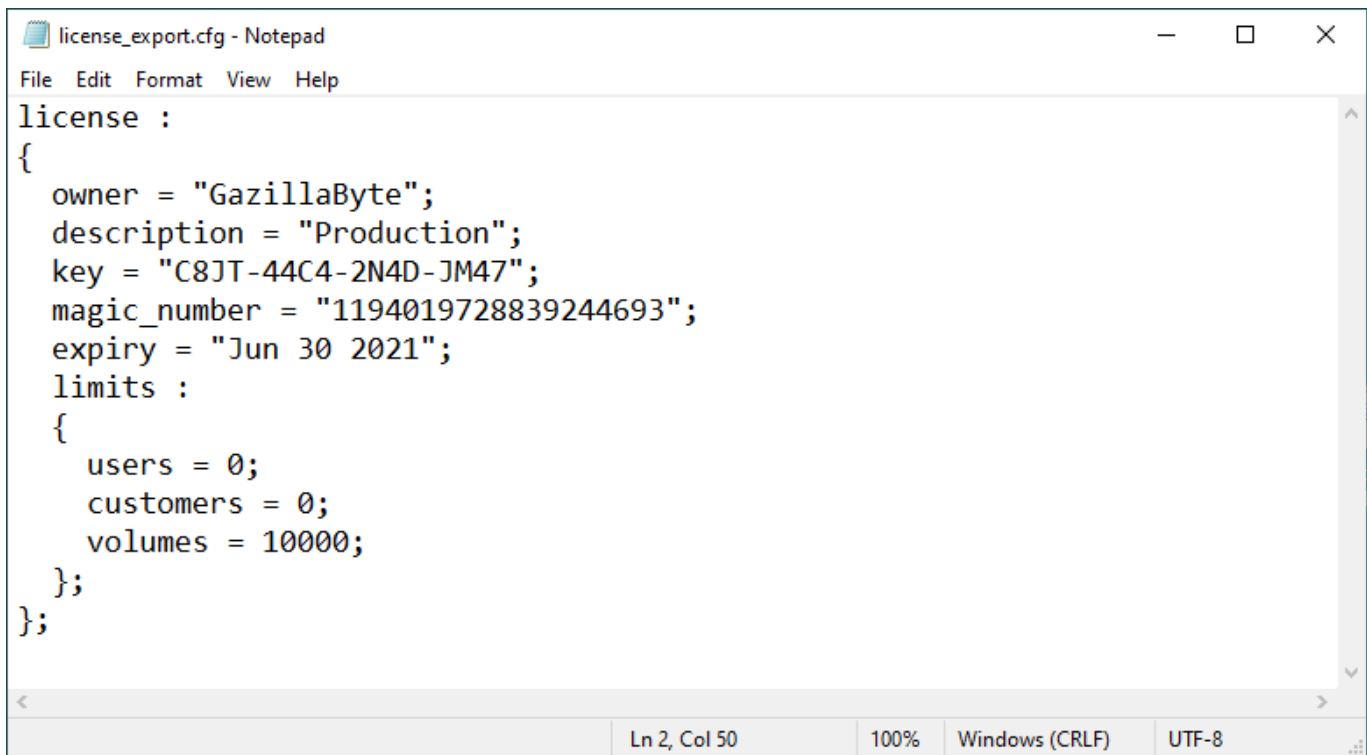 license_export.cfg - Notepad
File Edit Format View Help
license :
{
  owner = "GazillaByte";
  description = "Production";
  key = "C8JT-44C4-2N4D-JM47";
  magic_number = "1194019728839244693";
  expiry = "Jun 30 2021";
  limits :
  {
    users = 0;
    customers = 0;
    volumes = 10000;
  };
};
Ln 2, Col 50 100% Windows (CRLF) UTF-8